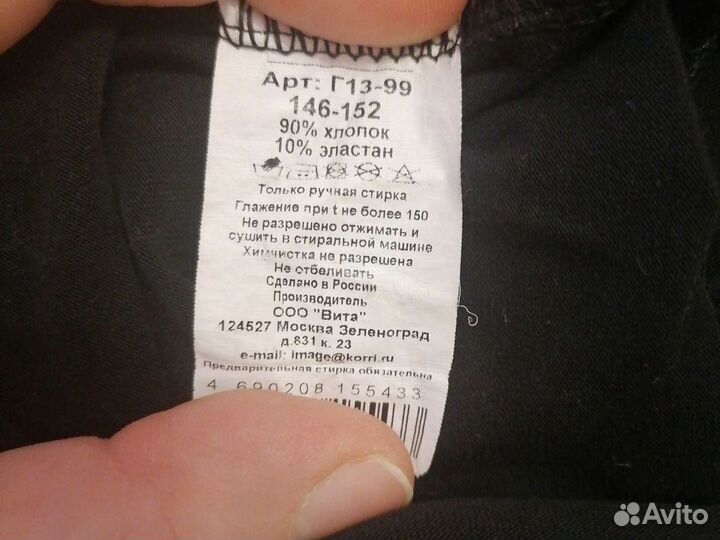 Арт: Г13-99
146-152
90% хлопок
10% эластан
Только ручная стирка
Глажение при t не более 150
Не разрешено отжимать и
сушить в стиральной машине
Химчистка не разрешена
Не отбеливать
Сделано в России
Производитель
ООО "Вита"
124527 Москва Зеленоград
д.831 к. 23
e-mail: image@korri.ru
Предварительная стирка обязательна
4 690208 155433
Avito